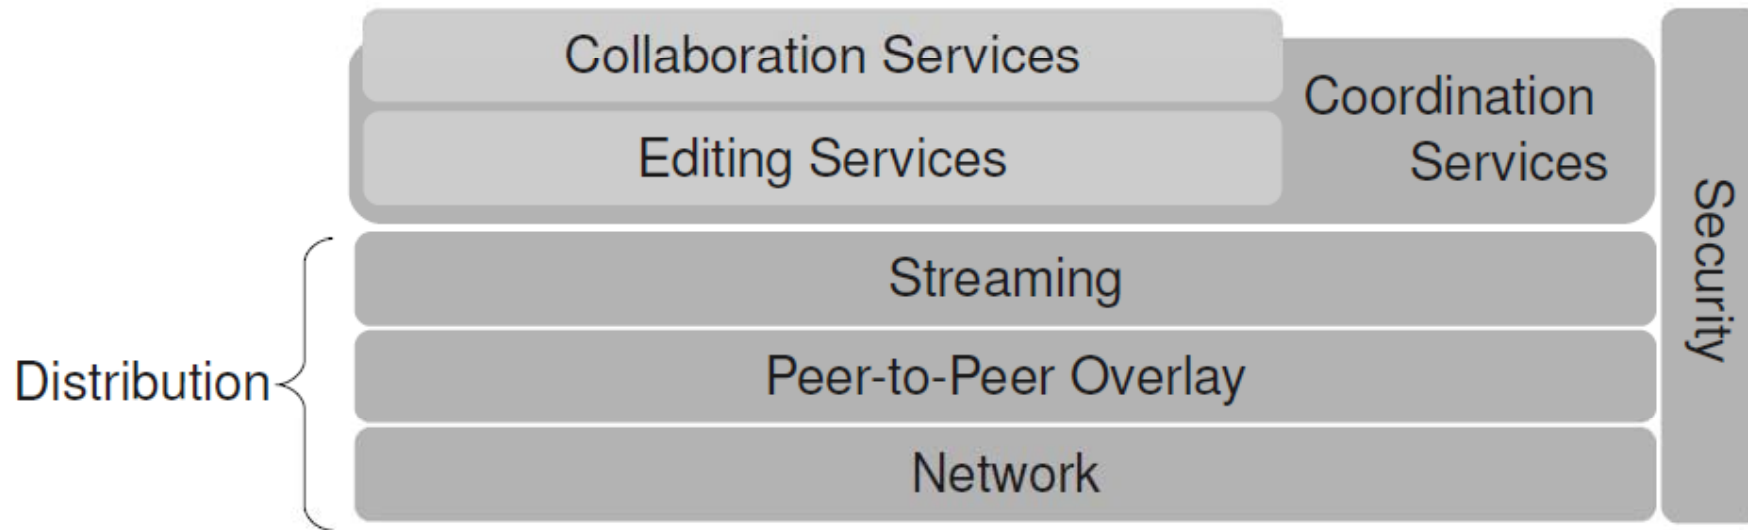 Collaboration Services
Editing Services
Coordination
Services
Security
Distribution
Streaming
Peer-to-Peer Overlay
Network